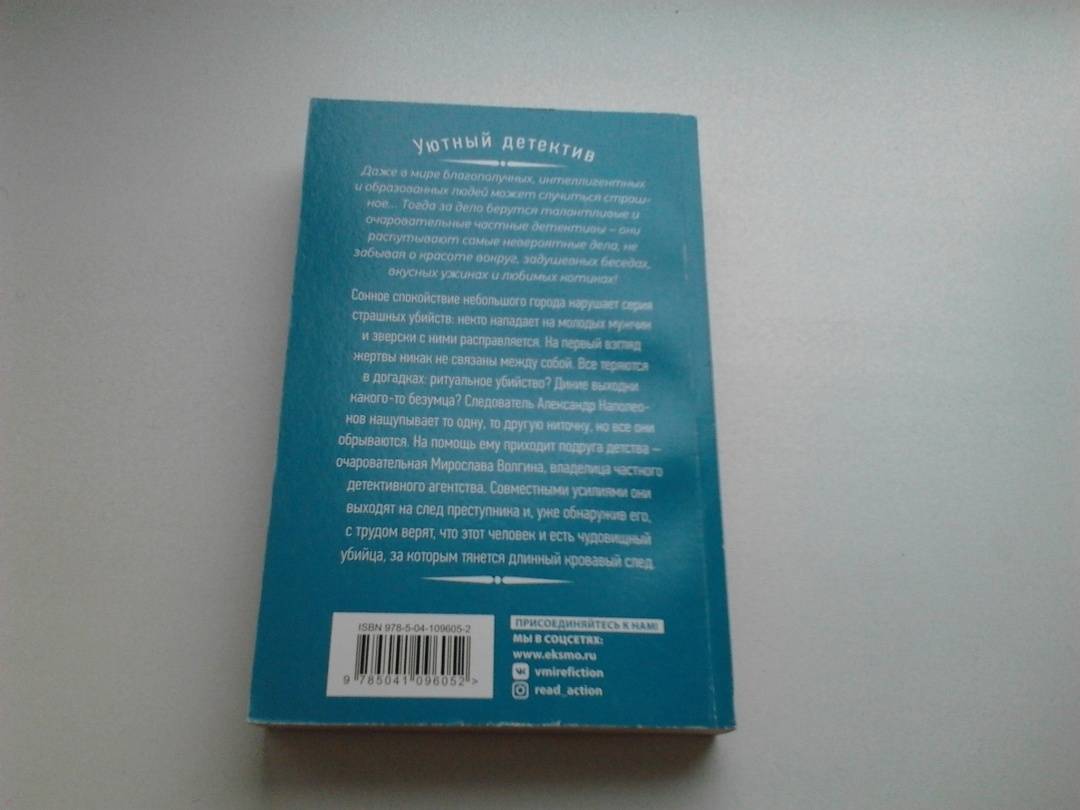 Уютный детектив
Даже в мире благополучных, интеллигентных
и образованных людей может случиться страш-
ное... Тогда за дело берутся талантливые и
очаровательные частные детективы – они
распутывают самые невероятные дела, не
забывая о красоте вокруг, задушевных беседах,
вкусных ужинах и любимых котиках!
Сонное спокойствие небольшого города нарушает серия
страшных убийств: некто нападает на молодых мужчин
и зверски с ними расправляется. На первый взгляд
жертвы никак не связаны между собой. Все теряются
в догадках: ритуальное убийство? Дикие выходки
какого-то безумца? Следователь Александр Наполео-
нов нащупывает то одну, то другую ниточку, но все они
обрываются. На помощь ему приходит подруга детства –
очаровательная Мирослава Волгина, владелица частного
детективного агентства. Совместными усилиями они
выходят на след преступника и, уже обнаружив его,
с трудом верят, что этот человек и есть чудовищный
убийца, за которым тянется длинный кровавый след.
ISBN 978-5-04-109605-2
9 785041 096052 >
ПРИСОЕДИНЯЙТЕСЬ К НАМ!
МЫ В СОЦСЕТЯХ:
www.eksmo.ru
vmirefiction
read_action